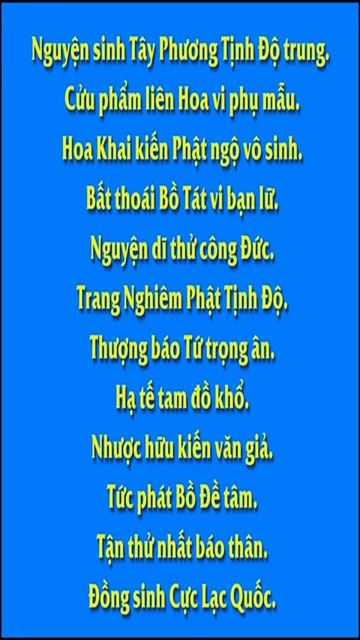 Nguyện sinh Tây Phương Tịnh Độ trung.
Cửu phẩm liên Hoa vi phụ mẫu.
Hoa Khai kiến Phật ngộ vô sinh.
Bất thoái Bồ Tát vi bạn lữ.
Nguyện dĩ thử công Đức.
Trang Nghiêm Phật Tịnh Độ.
Thượng báo Tứ trọng ân.
Hạ tế tam đồ khổ.
Nhược hữu kiến văn giả.
Tức phát Bồ Đề tâm.
Tận thử nhất báo thân.
Đồng sinh Cực Lạc Quốc.